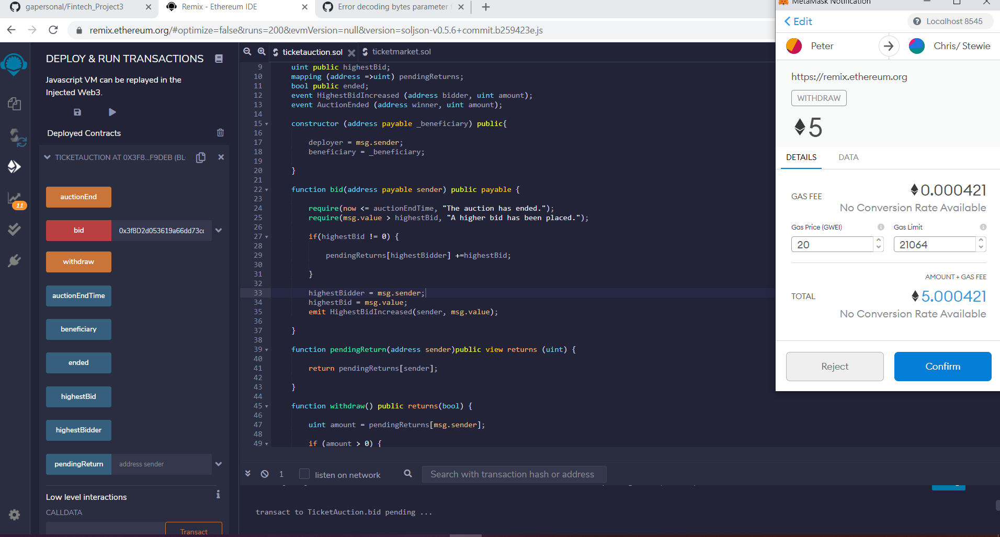 gapersonal/Fintech_Project3
Remix - Ethereum IDE
Error decoding bytes parameter
remix.ethereum.org/#optimize=false&runs=200&evmVersion=null&version=soljson-v0.5.6+commit.b259423e.js
DEPLOY & RUN TRANSACTIONS
Javascript VM can be replayed in the
Injected Web3.
Deployed Contracts
TICKETAUCTION AT 0X3F8...F9DEB (BL
auctionEnd
bid
0x3f8D2d053619a66dd73cc
withdraw
auctionEndTime
beneficiary
ended
highestBid
highestBidder
pendingReturn
address sender
Low level interactions
CALLDATA
Transact
11
ticketauction.sol
ticketmarket.sol
9 uint public highestBid;
10 mapping (address =>uint) pendingReturns;
11 bool public ended;
12 event HighestBidIncreased (address bidder, uint amount);
13 event AuctionEnded (address winner, uint amount);
14
15 constructor (address payable _beneficiary) public{
16
17 deployer = msg.sender;
18 beneficiary = _beneficiary;
19
20 }
21
22 function bid(address payable sender) public payable {
23
24 require(now <= auctionEndTime, "The auction has ended.");
25 require(msg.value > highestBid, "A higher bid has been placed.");
26
27 if(highestBid != 0) {
28
29 pendingReturns[highestBidder] +=highestBid;
30
31 }
32
33 highestBidder = msg.sender;
34 highestBid = msg.value;
35 emit HighestBidIncreased(sender, msg.value);
36
37 }
38
39 function pendingReturn(address sender)public view returns (uint) {
40
41 return pendingReturns[sender];
42
43 }
44
45 function withdraw() public returns(bool) {
46
47 uint amount = pendingReturns[msg.sender];
48
49 if (amount > 0) {
1
listen on network
Search with transaction hash or address
transact to TicketAuction.bid pending ...
MetaMask Notification
Edit
Localhost 8545
Peter
Chris/ Stewie
https://remix.ethereum.org
WITHDRAW
5
DETAILS
DATA
GAS FEE
0.000421
No Conversion Rate Available
Gas Price (GWEI)
Gas Limit
20
21064
AMOUNT + GAS FEE
TOTAL
5.000421
No Conversion Rate Available
Reject
Confirm